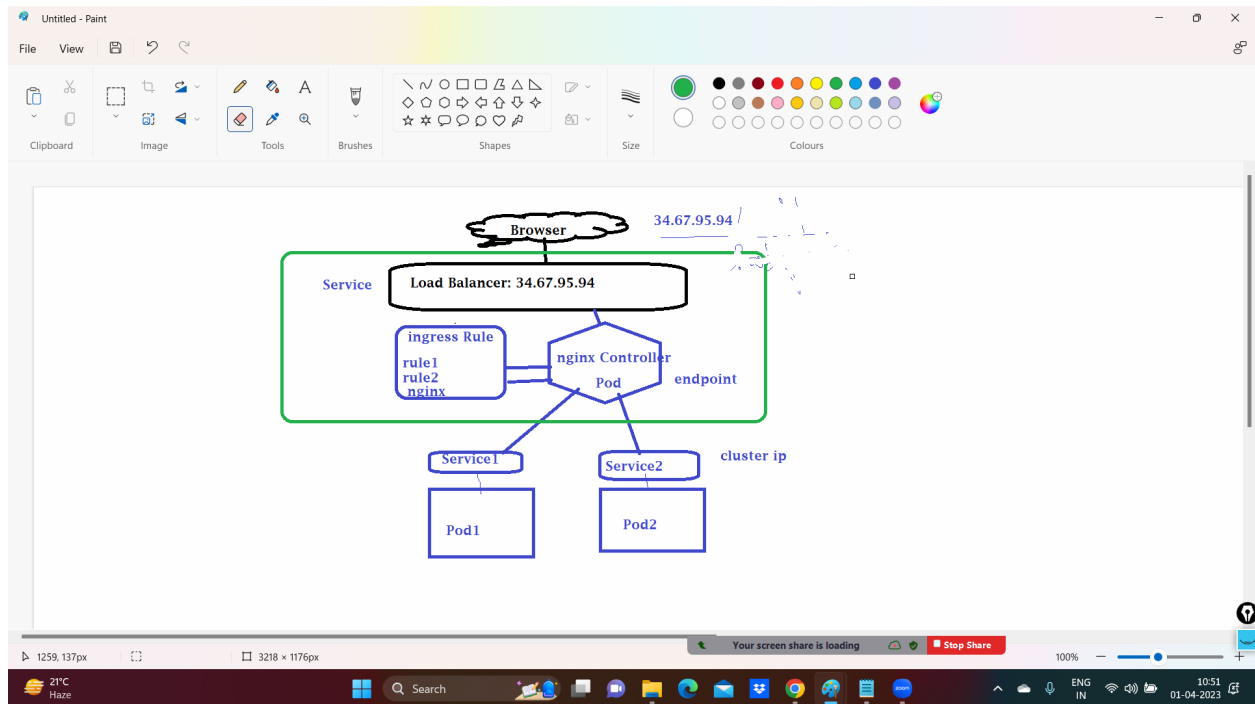 Untitled - Paint
File View
Clipboard
Image
Tools
Brushes
Shapes
Size
Colours
34.67.95.94 /
Browser
Service
Load Balancer: 34.67.95.94
ingress Rule
rule1
rule2
nginx
nginx Controller
Pod
endpoint
Service1
Service2
cluster ip
Pod1
Pod2
Your screen share is loading
Stop Share
1259, 137px
3218 × 1176px
100%
21°C
Haze
Search
zoom
ENG
IN
10:51
01-04-2023